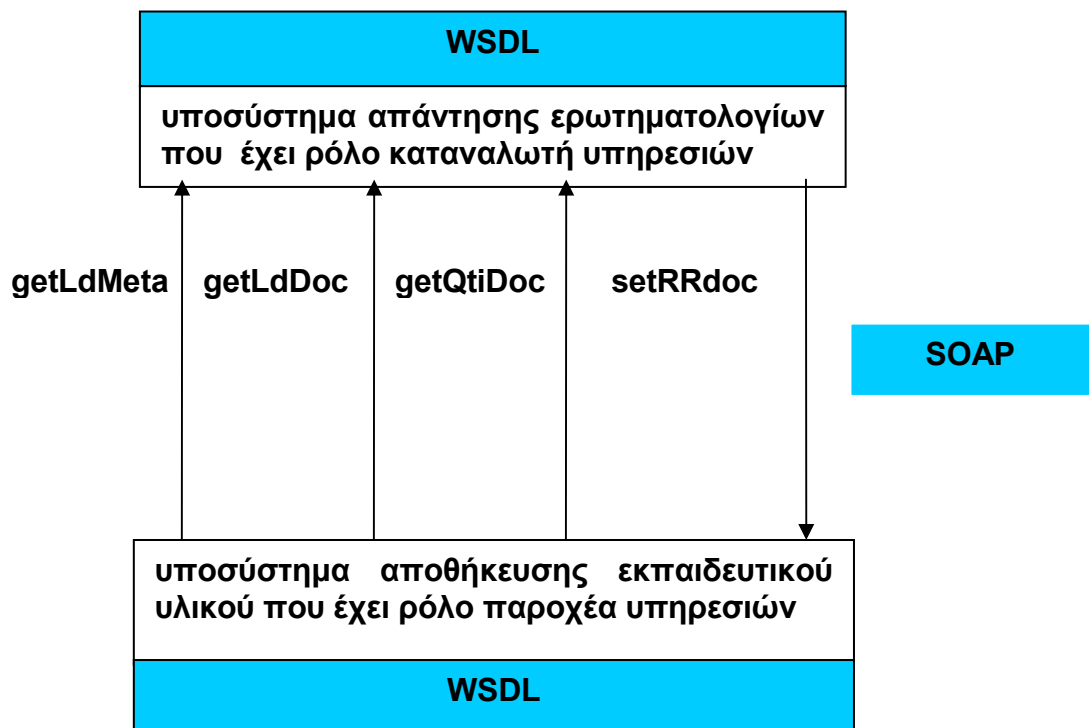 WSDL
υποσύστημα απάντησης ερωτηματολογίων
που έχει ρόλο καταναλωτή υπηρεσιών
getLdMeta getLdDoc getQtiDoc setRRdoc
SOAP
υποσύστημα αποθήκευσης εκπαιδευτικού
υλικού που έχει ρόλο παροχέα υπηρεσιών
WSDL